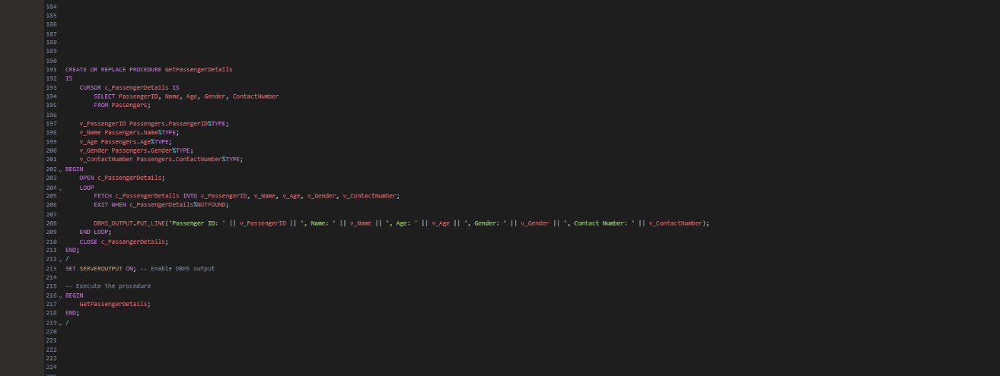 184
185
186
187
188
189
190
191 CREATE OR REPLACE PROCEDURE GetPassengerDetails
192 IS
193     CURSOR c_PassengerDetails IS
194         SELECT PassengerID, Name, Age, Gender, ContactNumber
195         FROM Passengers;
196
197     v_PassengerID Passengers.PassengerID%TYPE;
198     v_Name Passengers.Name%TYPE;
199     v_Age Passengers.Age%TYPE;
200     v_Gender Passengers.Gender%TYPE;
201     v_ContactNumber Passengers.ContactNumber%TYPE;
202 BEGIN
203     OPEN c_PassengerDetails;
204     LOOP
205         FETCH c_PassengerDetails INTO v_PassengerID, v_Name, v_Age, v_Gender, v_ContactNumber;
206         EXIT WHEN c_PassengerDetails%NOTFOUND;
207
208         DBMS_OUTPUT.PUT_LINE('Passenger ID: ' || v_PassengerID || ', Name: ' || v_Name || ', Age: ' || v_Age || ', Gender: ' || v_Gender || ', Contact Number: ' || v_ContactNumber);
209     END LOOP;
210     CLOSE c_PassengerDetails;
211 END;
212 /
213 SET SERVEROUTPUT ON; -- Enable DBMS output
214
215 -- Execute the procedure
216 BEGIN
217     GetPassengerDetails;
218 END;
219 /
220
221
222
223
224